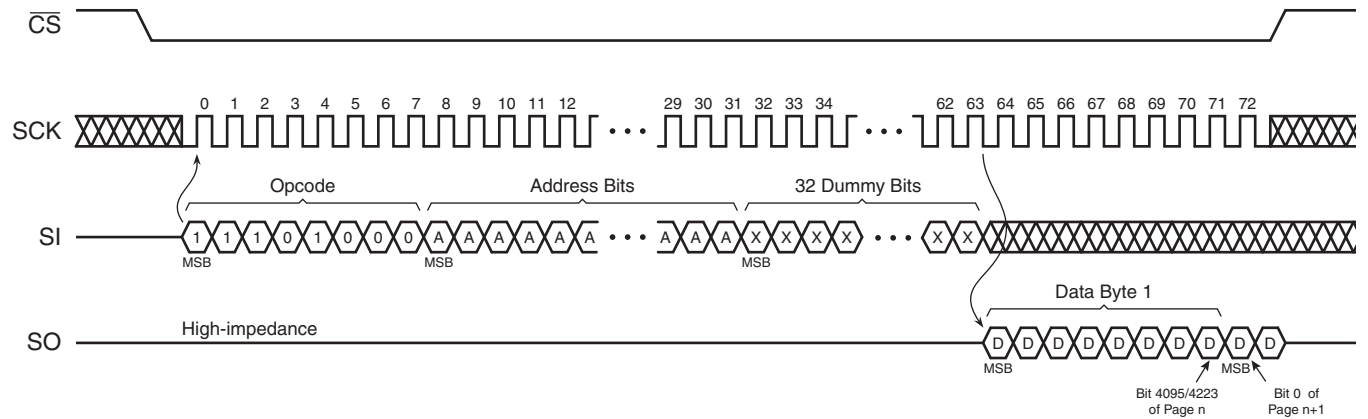 CS
0 1 2 3 4 5 6 7 8 9 10 11 12 29 30 31 32 33 34 62 63 64 65 66 67 68 69 70 71 72
SCK
Opcode Address Bits 32 Dummy Bits
SI 1 1 1 0 1 0 0 0 A A A A A A A A A X X X X X X
MSB MSB MSB
Data Byte 1
High-impedance
SO D D D D D D D D D D
MSB MSB
Bit 4095/4223 Bit 0 of
of Page n Page n+1